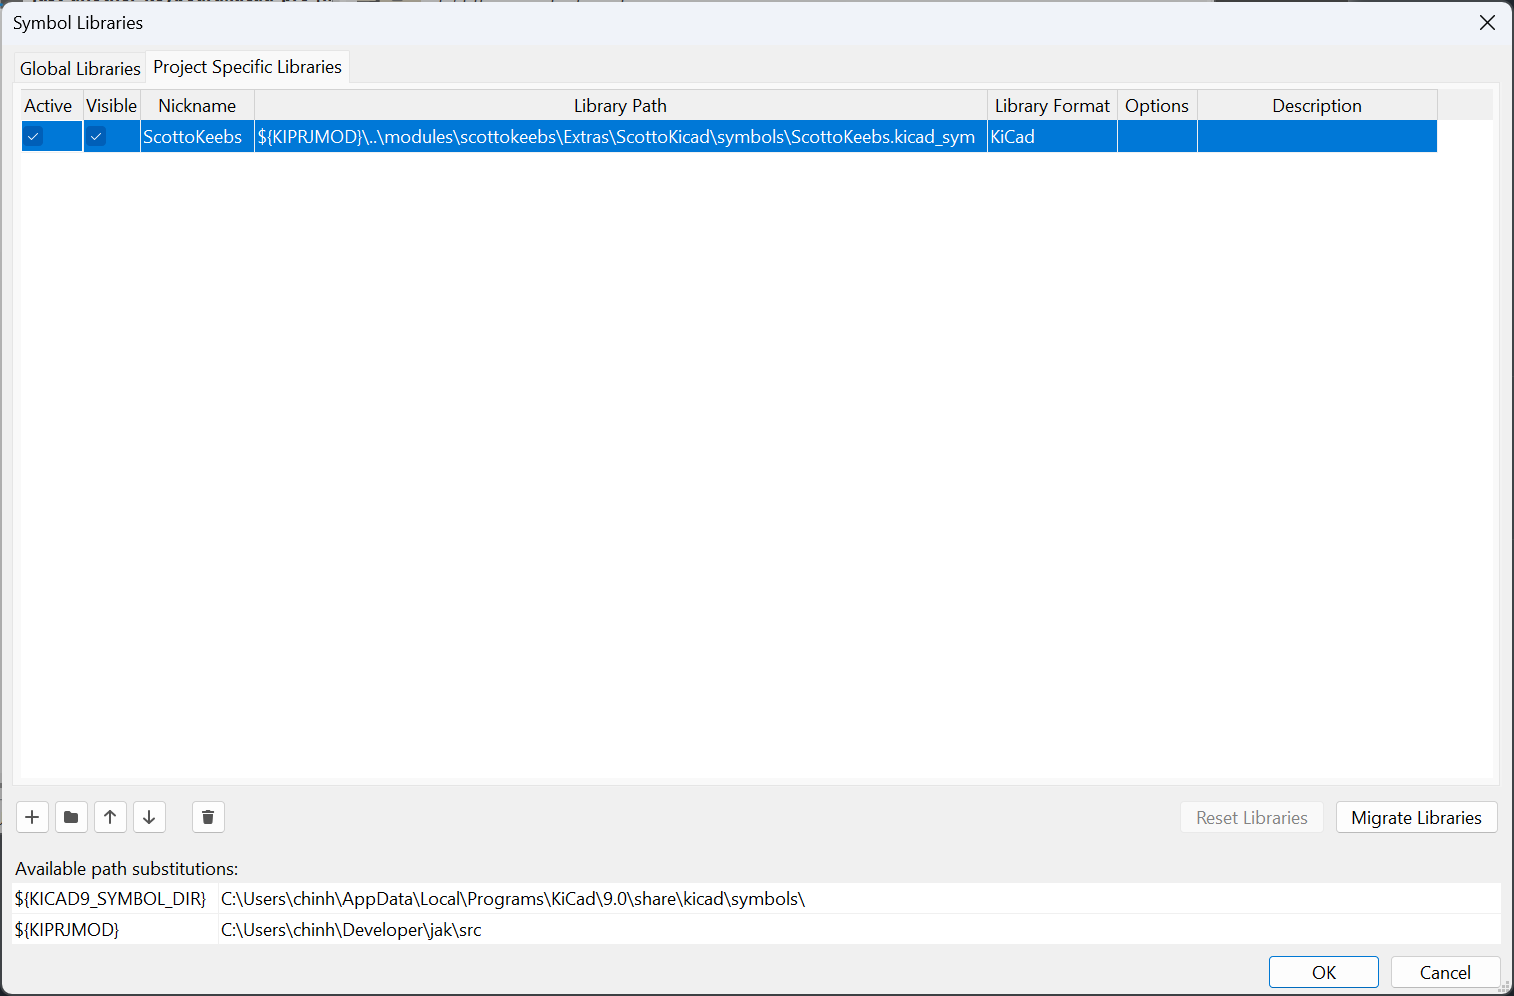 Symbol Libraries
Global Libraries Project Specific Libraries
Active Visible Nickname Library Path Library Format Options Description
ScottoKeebs ${KIPRJMOD}\..\modules\scottokeebs\Extras\ScottoKicad\symbols\ScottoKeebs.kicad_sym KiCad
Reset Libraries Migrate Libraries
Available path substitutions:
${KICAD9_SYMBOL_DIR} C:\Users\chinh\AppData\Local\Programs\KiCad\9.0\share\kicad\symbols\
${KIPRJMOD} C:\Users\chinh\Developer\jak\src
OK Cancel